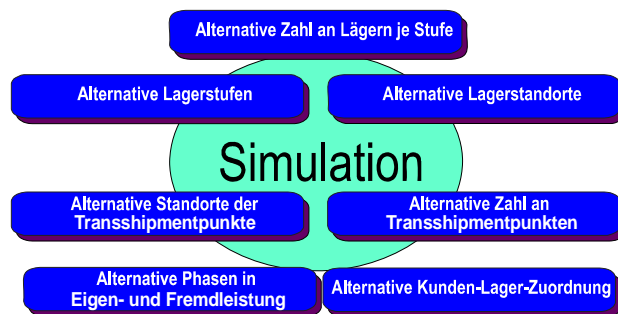 Alternative Zahl an Lägern je Stufe
Alternative Lagerstufen
Alternative Lagerstandorte
Simulation
Alternative Standorte der
Transshipmentpunkte
Alternative Zahl an
Transshipmentpunkten
Alternative Phasen in
Eigen- und Fremdleistung
Alternative Kunden-Lager-Zuordnung